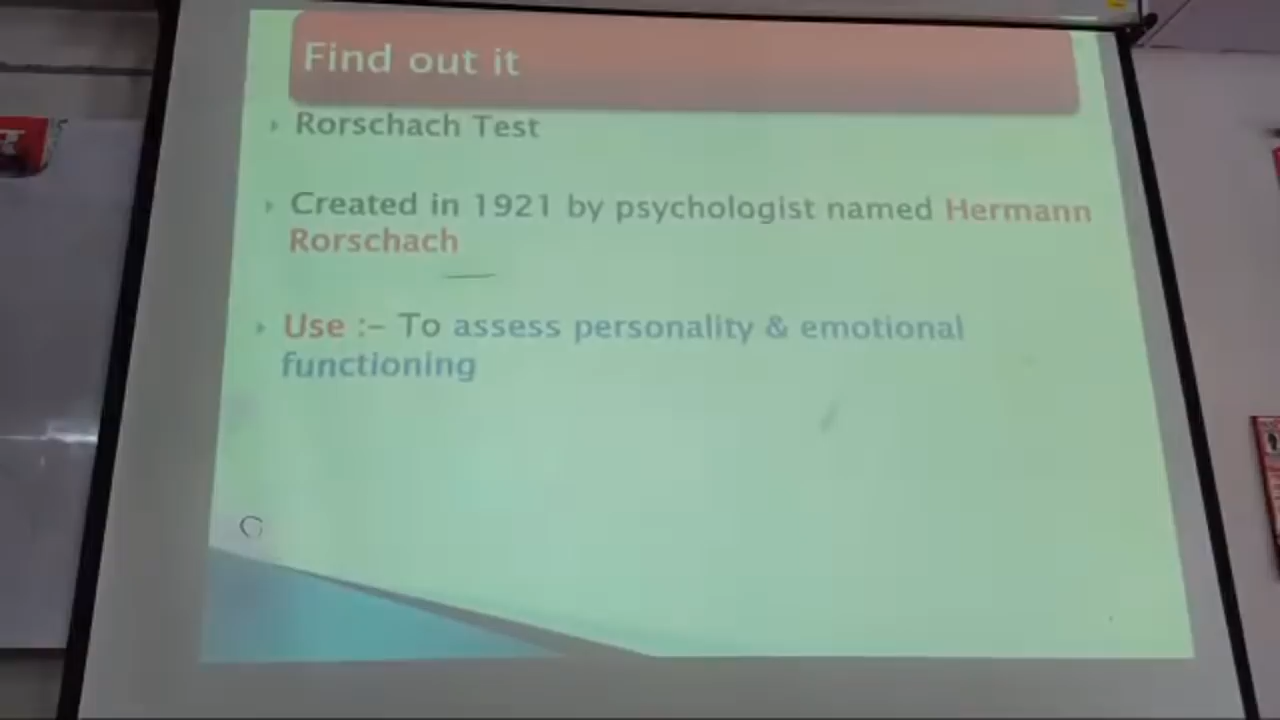 Find out it
Rorschach Test
Created in 1921 by psychologist named Hermann
Rorschach
Use :- To assess personality & emotional
functioning